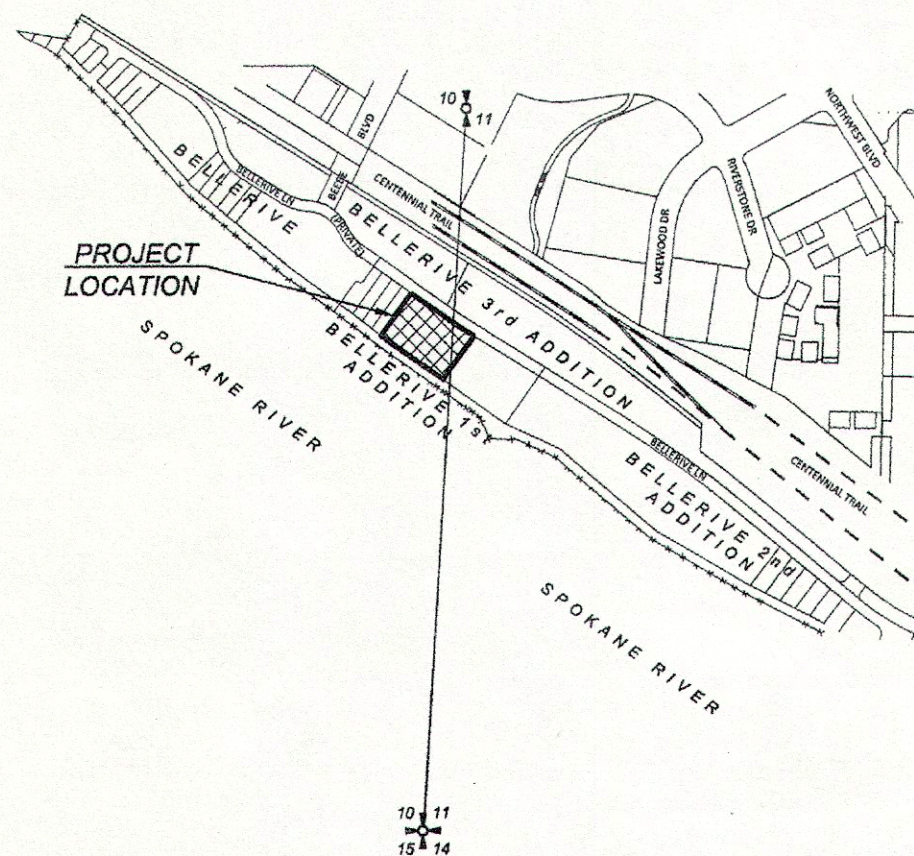 10
11
NORTHWEST BLVD
BLVD
BEEBE
CENTENNIAL TRAIL
RIVERSTONE DR
LAKEWOOD DR
BELLERIVE
BELLERIVE LN
(PRIVATE)
BELLERIVE 3rd ADDITION
PROJECT
LOCATION
SPOKANE RIVER
BELLERIVE 1st
ADDITION
BELLERIVE LN
CENTENNIAL TRAIL
BELLERIVE 2nd
ADDITION
SPOKANE RIVER
10 11
15 14